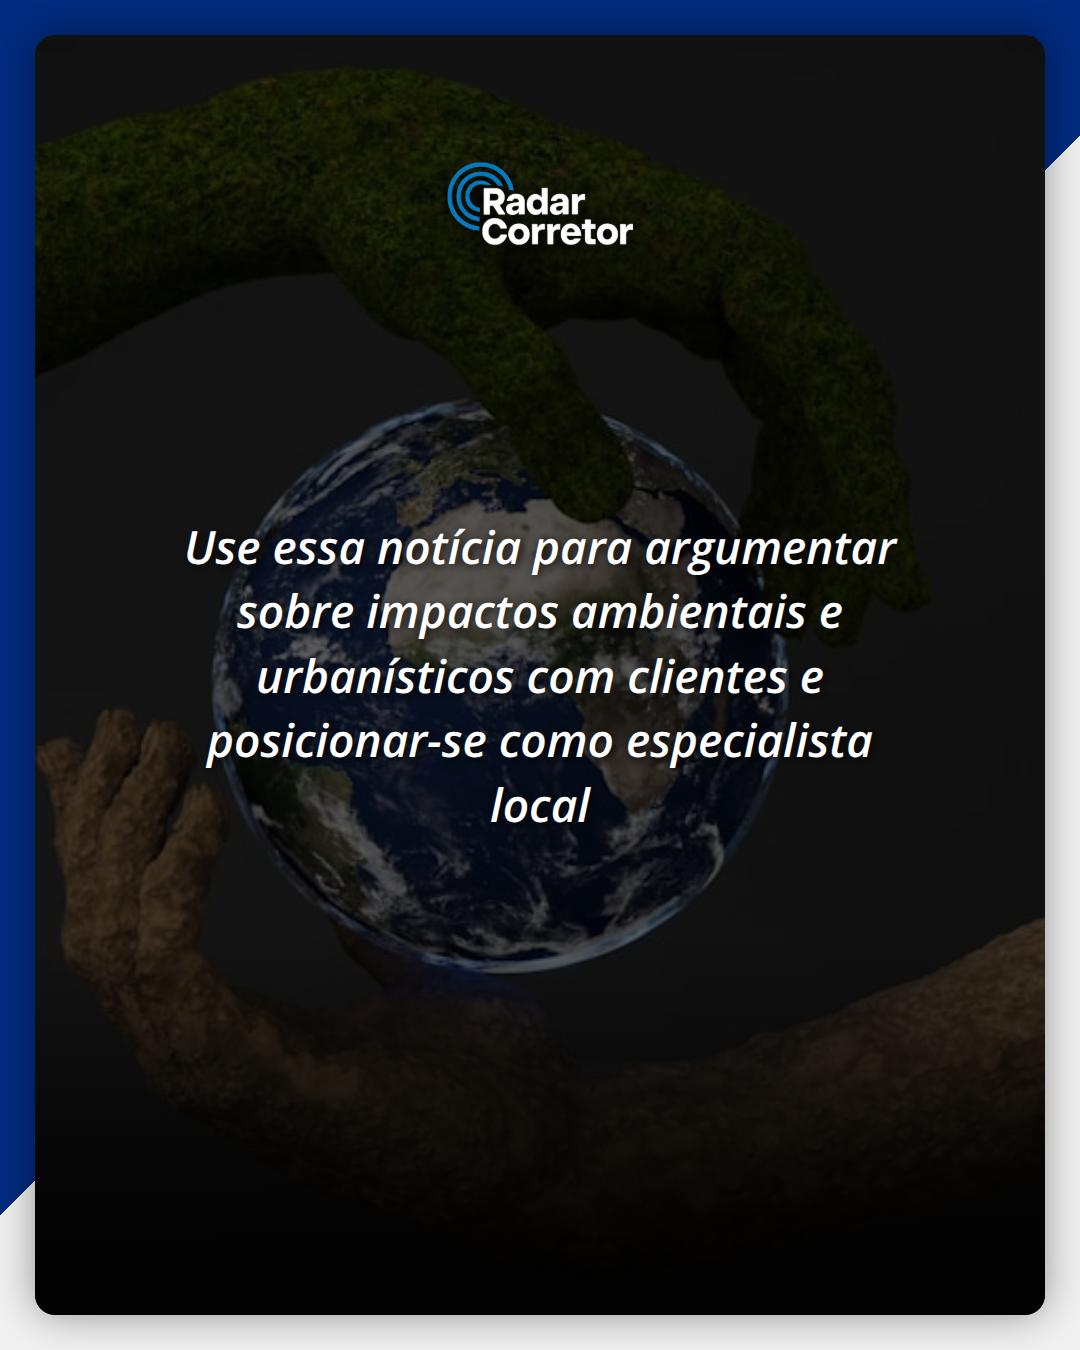 Radar
Corretor
Use essa notícia para argumentar
sobre impactos ambientais e
urbanísticos com clientes e
posicionar-se como especialista
local